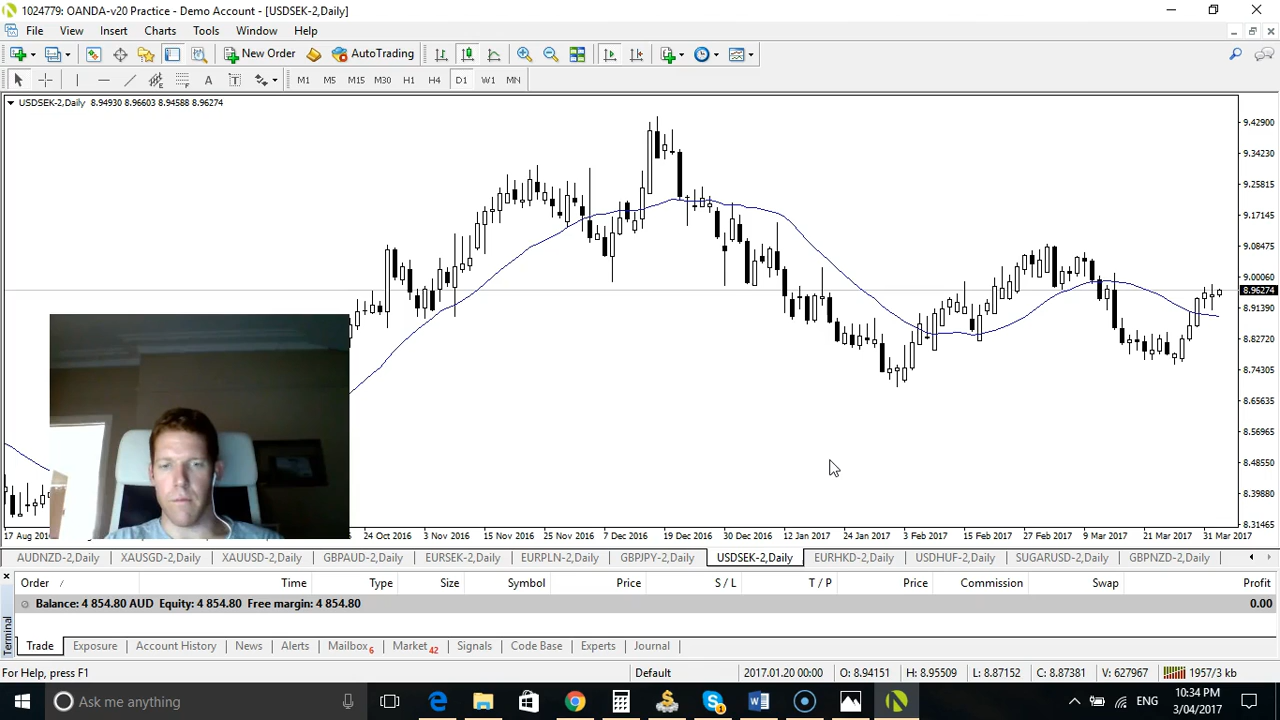 1024779: OANDA-v20 Practice - Demo Account - [USDSEK-2,Daily]
File View Insert Charts Tools Window Help
New Order AutoTrading
A T M1 M5 M15 M30 H1 H4 D1 W1 MN
USDSEK-2,Daily 8.94930 8.96603 8.94588 8.96274
9.42900
9.34230
9.25815
9.17145
9.08475
9.00060
8.96274
8.91390
8.82720
8.74305
8.65635
8.56965
8.48550
8.39880
8.31465
17 Aug 2016 24 Oct 2016 3 Nov 2016 15 Nov 2016 25 Nov 2016 7 Dec 2016 19 Dec 2016 30 Dec 2016 12 Jan 2017 24 Jan 2017 3 Feb 2017 15 Feb 2017 27 Feb 2017 9 Mar 2017 21 Mar 2017 31 Mar 2017
AUDNZD-2,Daily XAUSGD-2,Daily XAUUSD-2,Daily GBPAUD-2,Daily EURSEK-2,Daily EURPLN-2,Daily GBPJPY-2,Daily USDSEK-2,Daily EURHKD-2,Daily USDHUF-2,Daily SUGARUSD-2,Daily GBPNZD-2,Daily
Order / Time Type Size Symbol Price S / L T / P Price Commission Swap Profit
Balance: 4 854.80 AUD Equity: 4 854.80 Free margin: 4 854.80 0.00
Terminal
Trade Exposure Account History News Alerts Mailbox 6 Market 42 Signals Code Base Experts Journal
For Help, press F1 Default 2017.01.20 00:00 O: 8.94151 H: 8.95509 L: 8.87152 C: 8.87381 V: 627967 1957/3 kb
Ask me anything ENG 10:34 PM
3/04/2017